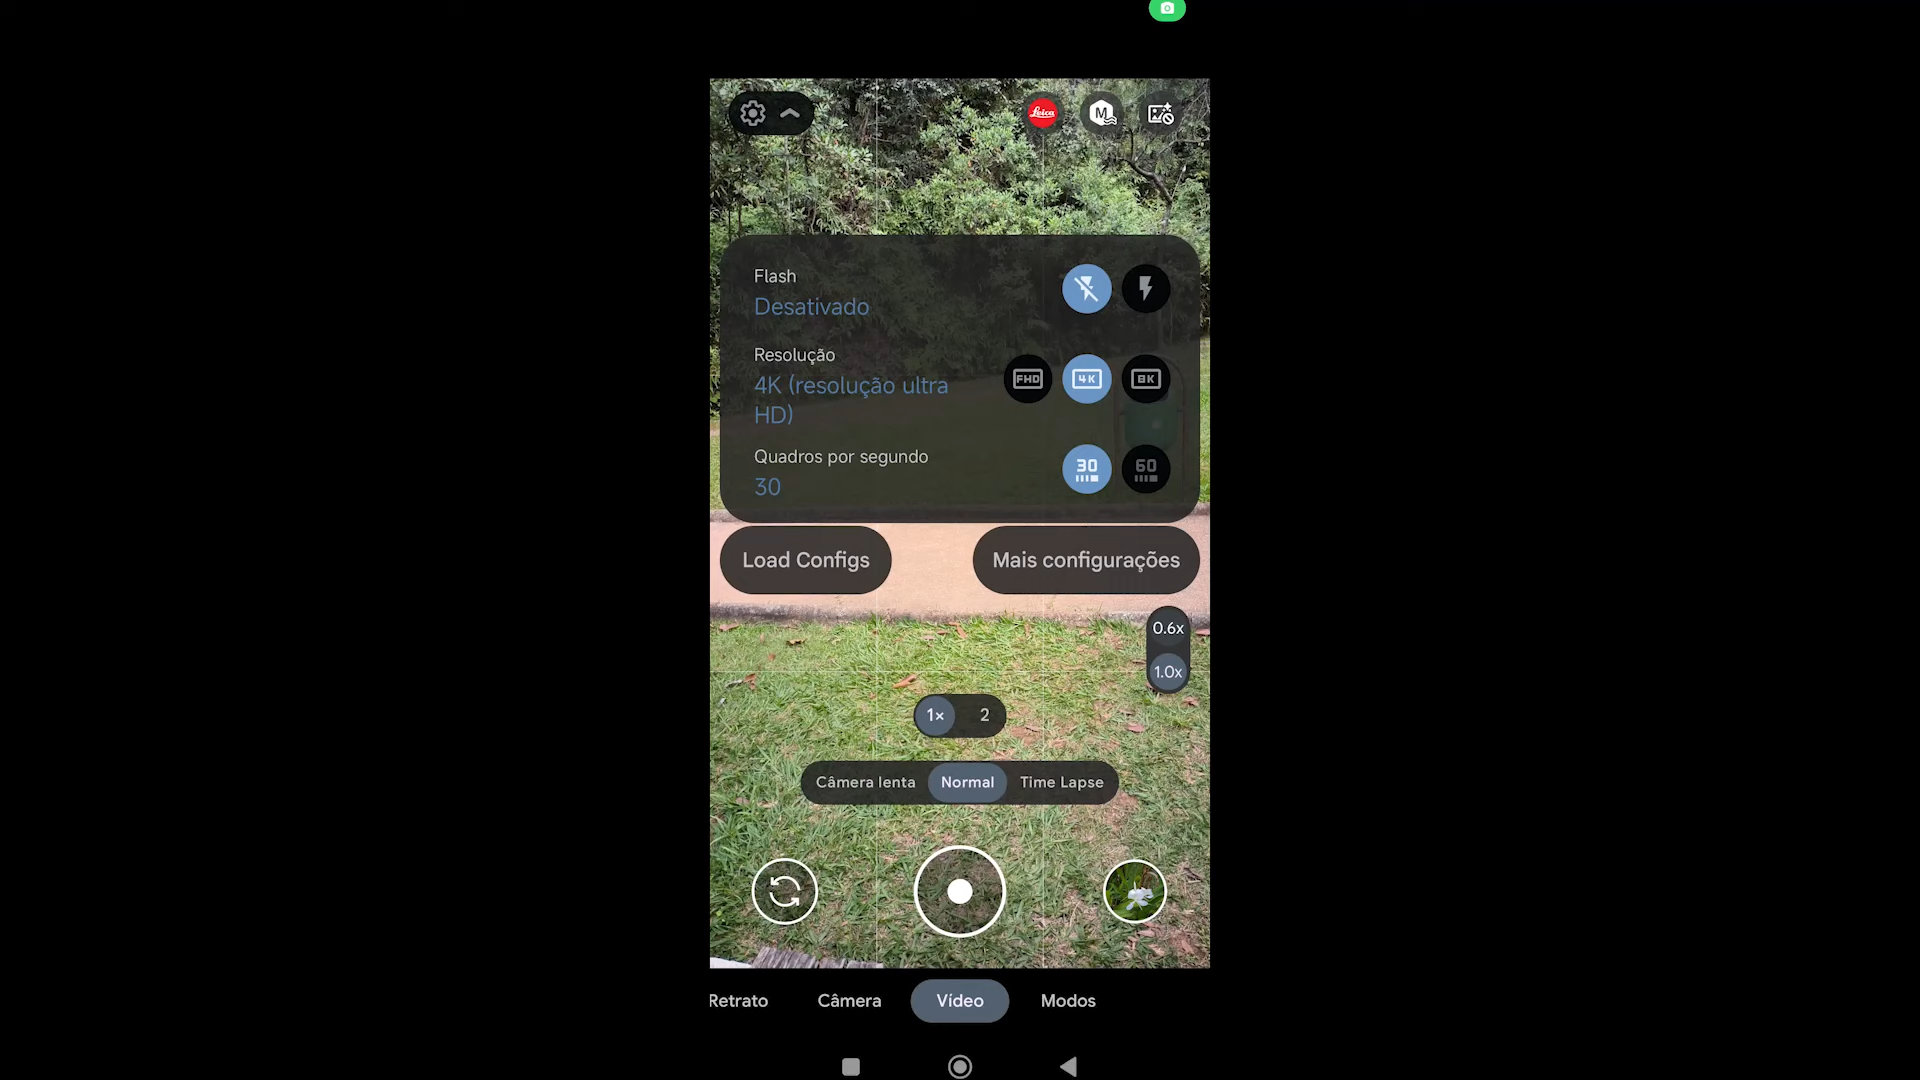 Leica
M
Flash
Desativado
Resolução
4K (resolução ultra
HD)
FHD
4K
8K
Quadros por segundo
30
30
60
Load Configs
Mais configurações
0.6x
1.0x
1×
2
Câmera lenta
Normal
Time Lapse
Retrato
Câmera
Vídeo
Modos